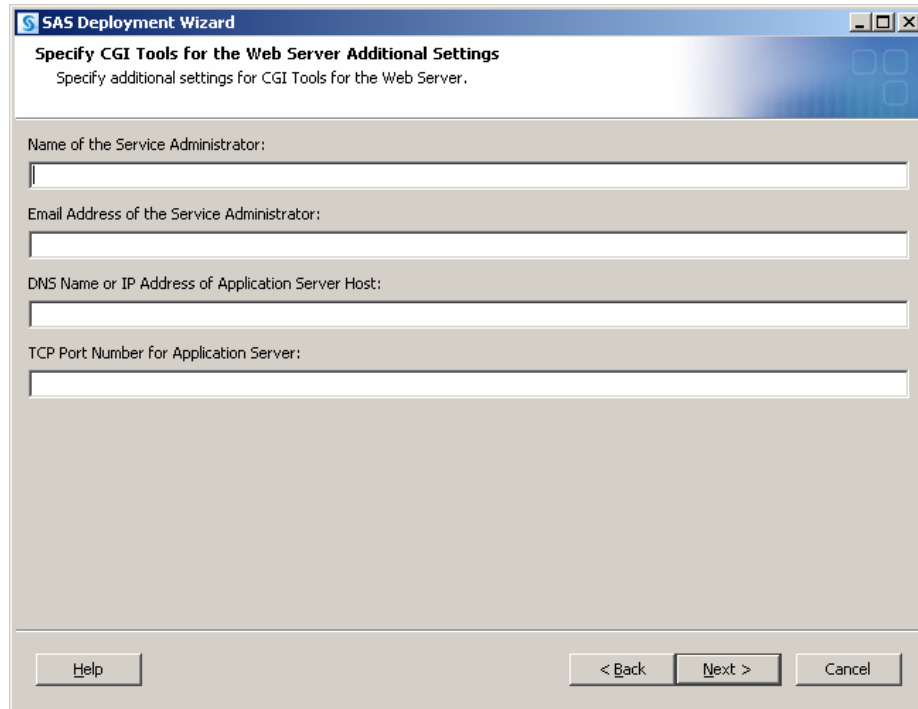 SAS Deployment Wizard
Specify CGI Tools for the Web Server Additional Settings
Specify additional settings for CGI Tools for the Web Server.
Name of the Service Administrator:
Email Address of the Service Administrator:
DNS Name or IP Address of Application Server Host:
TCP Port Number for Application Server:
Help
< Back
Next >
Cancel